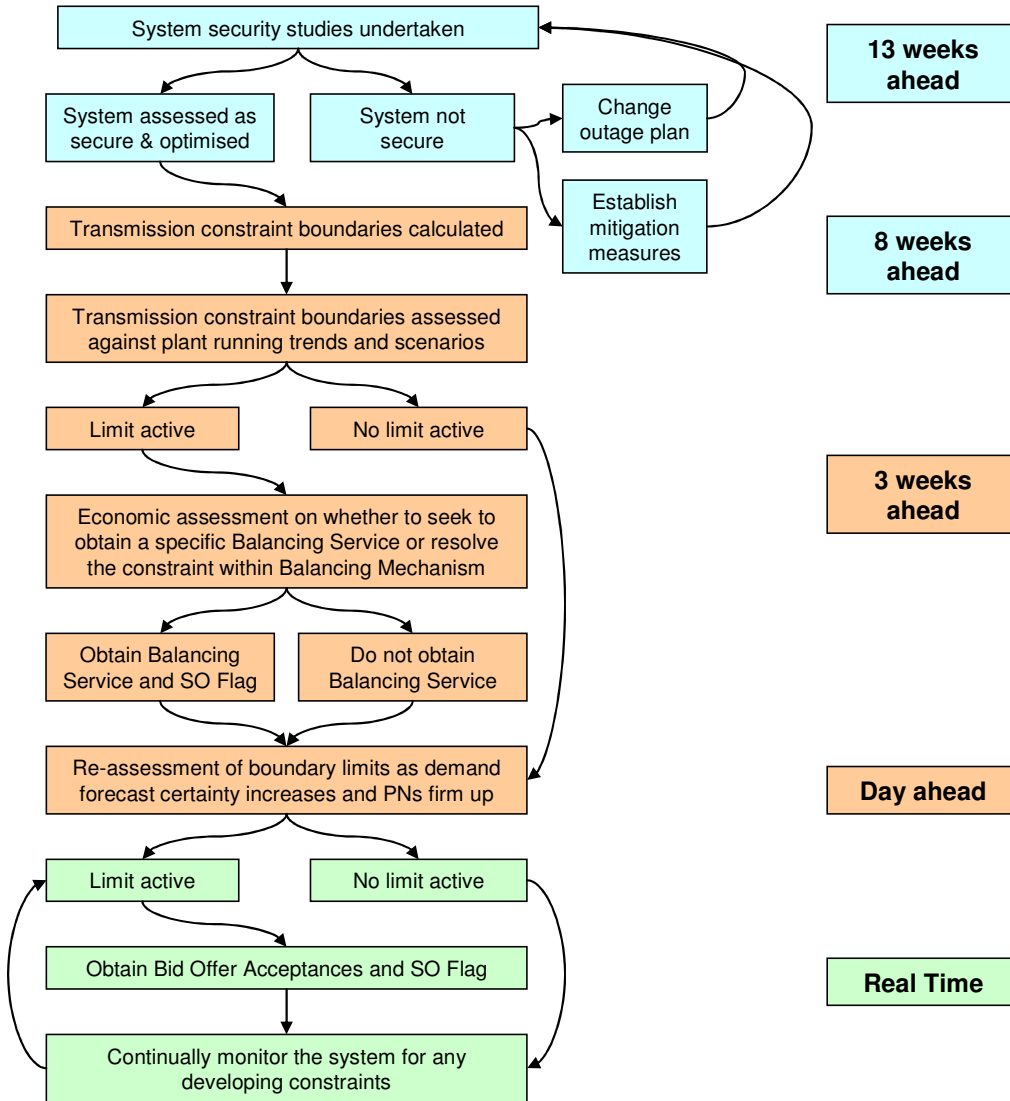 System security studies undertaken
13 weeks
ahead
System assessed as
secure & optimised
System not
secure
Change
outage plan
Establish
mitigation
measures
Transmission constraint boundaries calculated
8 weeks
ahead
Transmission constraint boundaries assessed
against plant running trends and scenarios
Limit active
No limit active
3 weeks
ahead
Economic assessment on whether to seek to
obtain a specific Balancing Service or resolve
the constraint within Balancing Mechanism
Obtain Balancing
Service and SO Flag
Do not obtain
Balancing Service
Re-assessment of boundary limits as demand
forecast certainty increases and PNs firm up
Day ahead
Limit active
No limit active
Obtain Bid Offer Acceptances and SO Flag
Real Time
Continually monitor the system for any
developing constraints